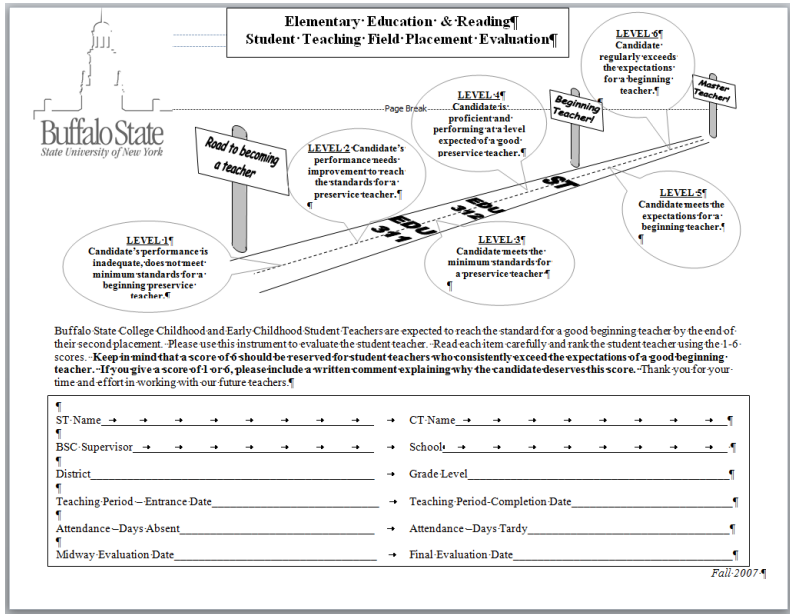 Elementary Education & Reading¶
Student Teaching Field Placement Evaluation¶
LEVEL 6¶
Candidate
regularly exceeds
the expectations
for a beginning
teacher.¶
¶
Master
Teacher!
LEVEL 4¶
Candidate is
proficient and
performing at a level
expected of a good
preservice teacher.¶
Page Break
Beginning
Teacher!
Buffalo State
State University of New York
Road to becoming
a teacher
LEVEL 2 Candidate's
performance needs
improvement to reach
the standards for a
preservice teacher.¶
¶
EDU
311
EDU
312
ST
LEVEL 5¶
Candidate meets the
expectations for a
beginning teacher.¶
¶
LEVEL 1¶
Candidate's performance is
inadequate, does not meet
minimum standards for a
beginning preservice
teacher.¶
LEVEL 3¶
Candidate meets the
minimum standards for
a preservice teacher¶
¶
Buffalo State College Childhood and Early Childhood Student Teachers are expected to reach the standard for a good beginning teacher by the end of
their second placement. Please use this instrument to evaluate the student teacher. Read each item carefully and rank the student teacher using the 1-6
scores. Keep in mind that a score of 6 should be reserved for student teachers who consistently exceed the expectations of a good beginning
teacher. If you give a score of 1 or 6, please include a written comment explaining why the candidate deserves this score. Thank you for your
time and effort in working with our future teachers.¶
¶
ST Name → → → → → → → → → CT Name → → → → → → → → ¶
¶
BSC Supervisor → → → → → → → → School → → → → → → → → ¶
¶
District → Grade Level ¶
¶
Teaching Period – Entrance Date → Teaching Period-Completion Date ¶
¶
Attendance – Days Absent → Attendance – Days Tardy ¶
¶
Midway Evaluation Date → Final Evaluation Date ¶
Fall 2007 ¶